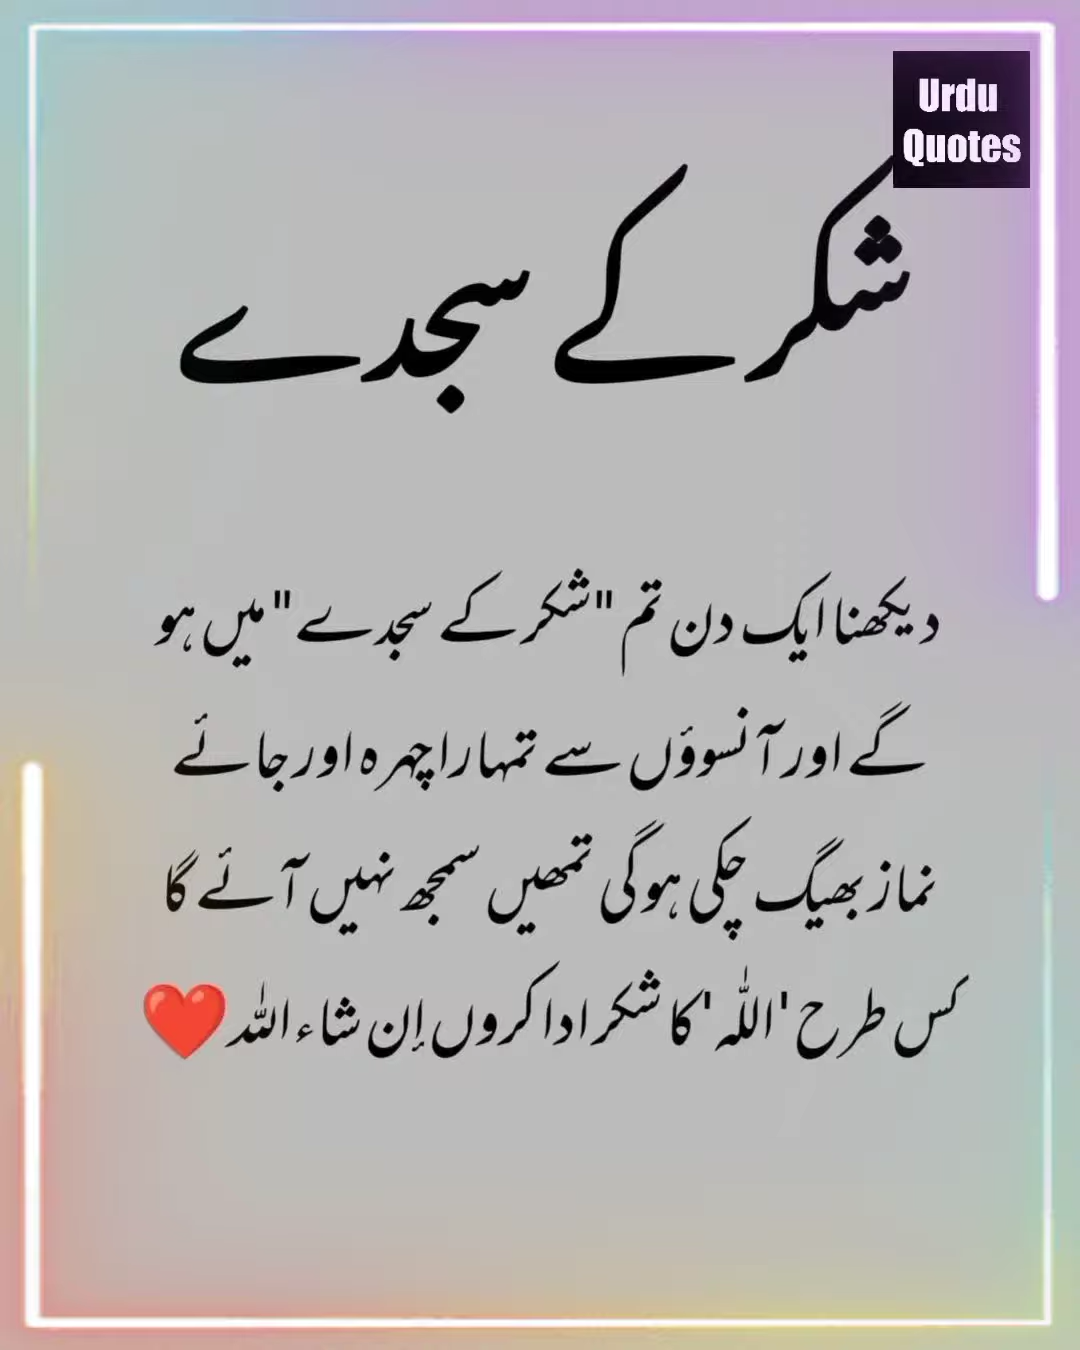 Urdu
Quotes
شکر کے سجدے
دیکھنا ایک دن تم "شکر کے سجدے" میں ہو
گے اور آنسوؤں سے تمہارا چہرہ اور جائے
نماز بھیگ چکی ہوگی تمھیں سمجھ نہیں آئے گا
کس طرح 'اللہ' کا شکر ادا کروں إن شاء اللہ ❤️